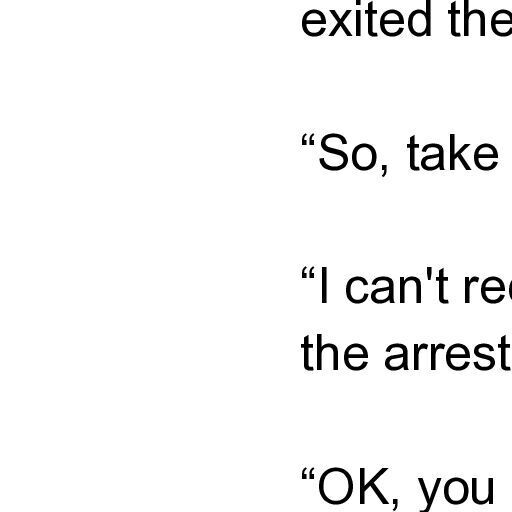 exited the
“So, take
“I can't re
the arrest
“OK, you